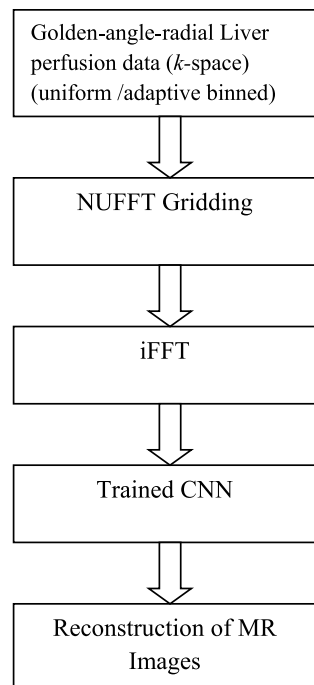 Golden-angle-radial Liver
perfusion data (k-space)
(uniform /adaptive binned)
NUFFT Gridding
iFFT
Trained CNN
Reconstruction of MR
Images